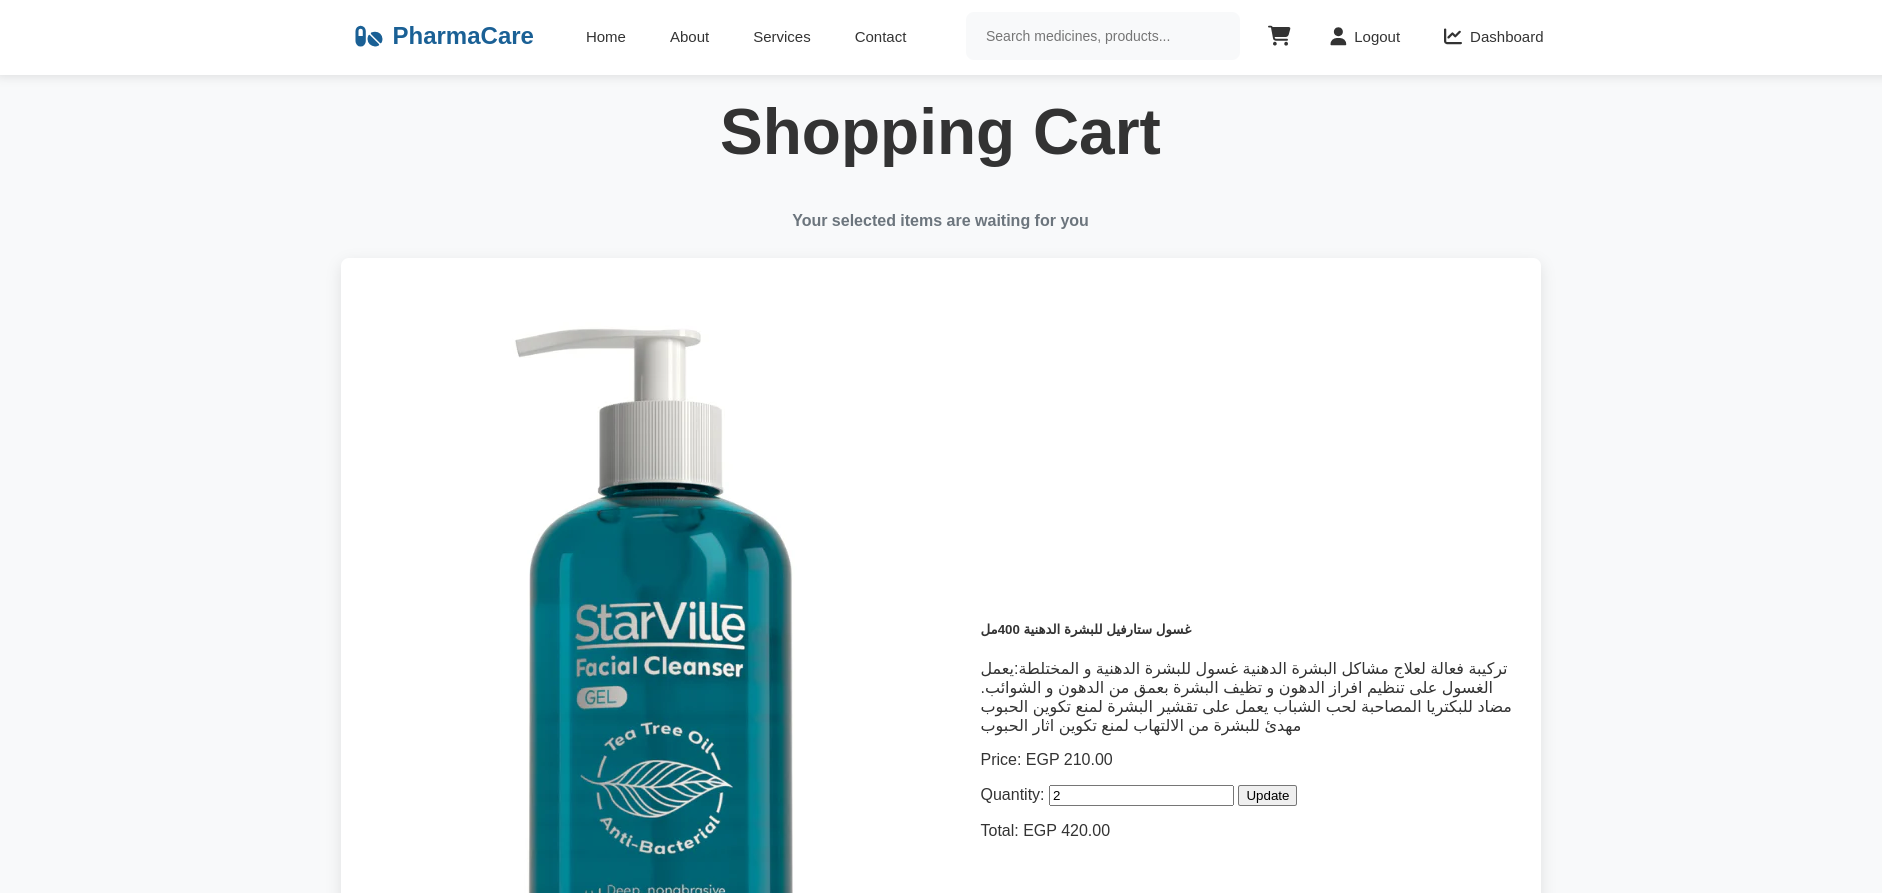 PharmaCare
Home
About
Services
Contact
Search medicines, products...
Logout
Dashboard
Shopping Cart
Your selected items are waiting for you
StarVille
Facial Cleanser
GEL
Tea Tree Oil
Anti-Bacterial
Deep, nonabrasive
غسول ستارفيل للبشرة الدهنية 400مل
تركيبة فعالة لعلاج مشاكل البشرة الدهنية غسول للبشرة الدهنية و المختلطة:يعمل
الغسول على تنظيم افراز الدهون و تظيف البشرة بعمق من الدهون و الشوائب.
مضاد للبكتريا المصاحبة لحب الشباب يعمل على تقشير البشرة لمنع تكوين الحبوب
مهدئ للبشرة من الالتهاب لمنع تكوين اثار الحبوب
Price: EGP 210.00
Quantity: 2 Update
Total: EGP 420.00